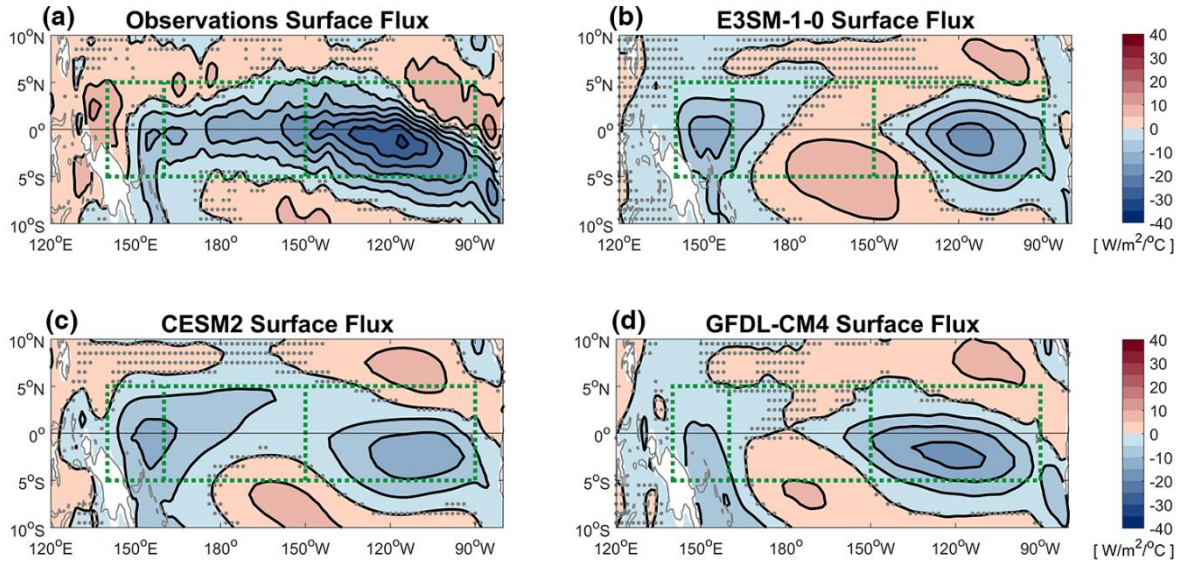 (a) Observations Surface Flux
(b) E3SM-1-0 Surface Flux
10°N
5°N
0°
5°S
10°S
120°E 150°E 180° 150°W 120°W 90°W
10°N
5°N
0°
5°S
10°S
120°E 150°E 180° 150°W 120°W 90°W
40
30
20
10
0
-10
-20
-30
-40
[ W/m²/°C ]
(c) CESM2 Surface Flux
(d) GFDL-CM4 Surface Flux
10°N
5°N
0°
5°S
10°S
120°E 150°E 180° 150°W 120°W 90°W
10°N
5°N
0°
5°S
10°S
120°E 150°E 180° 150°W 120°W 90°W
40
30
20
10
0
-10
-20
-30
-40
[ W/m²/°C ]